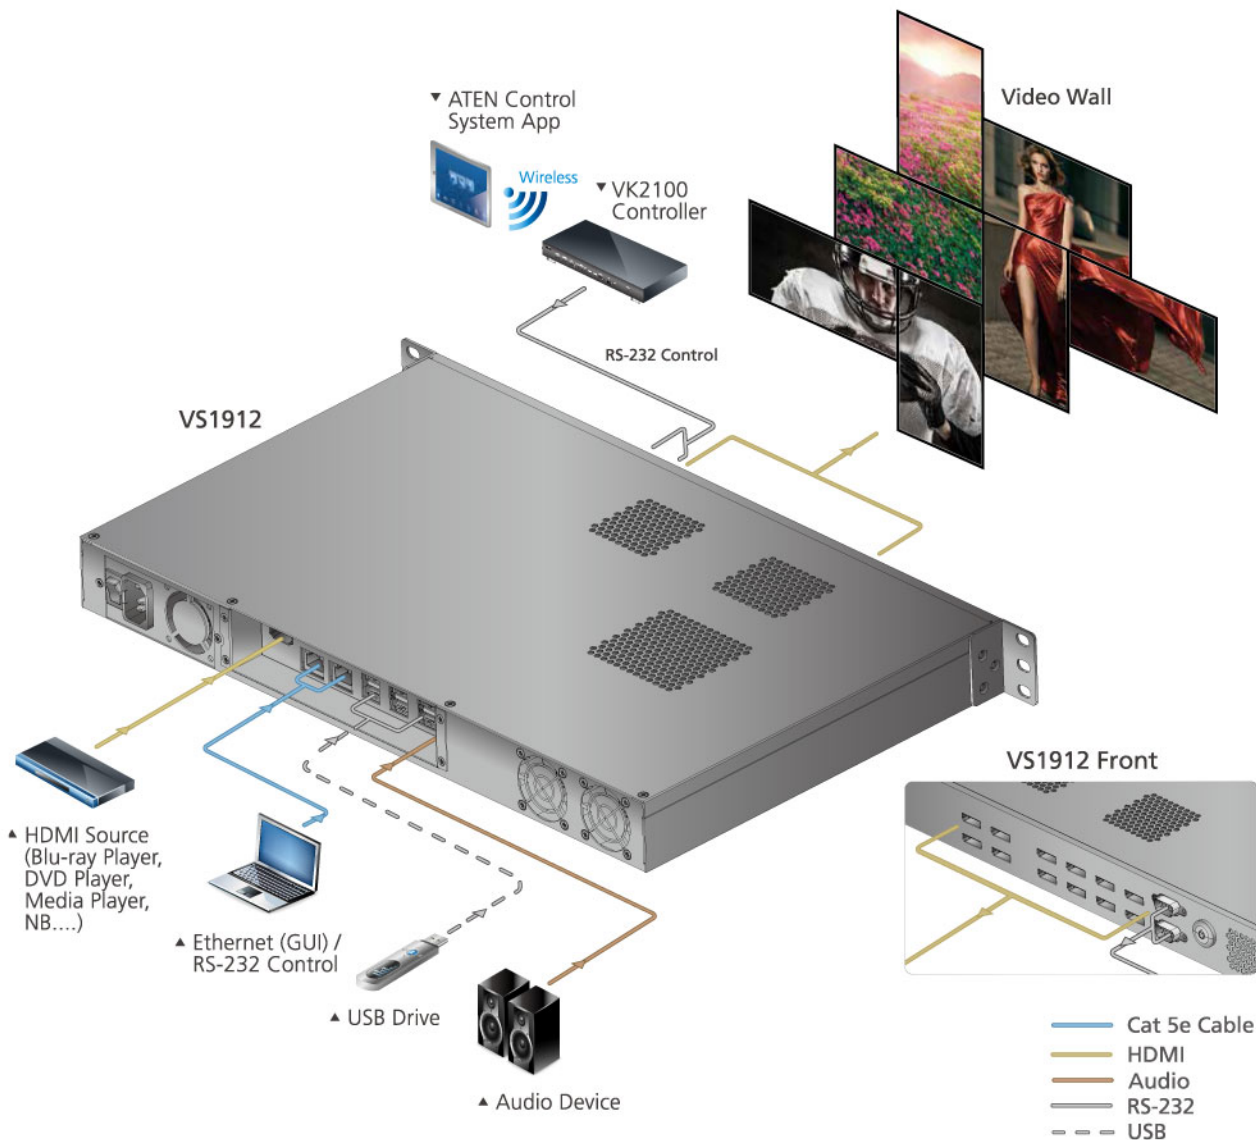 ▼ ATEN Control
System App
Wireless
▼ VK2100
Controller
Video Wall
RS-232 Control
VS1912
VS1912 Front
▲ HDMI Source
(Blu-ray Player,
DVD Player,
Media Player,
NB....)
▲ Ethernet (GUI) /
RS-232 Control
▲ USB Drive
▲ Audio Device
Cat 5e Cable
HDMI
Audio
RS-232
USB